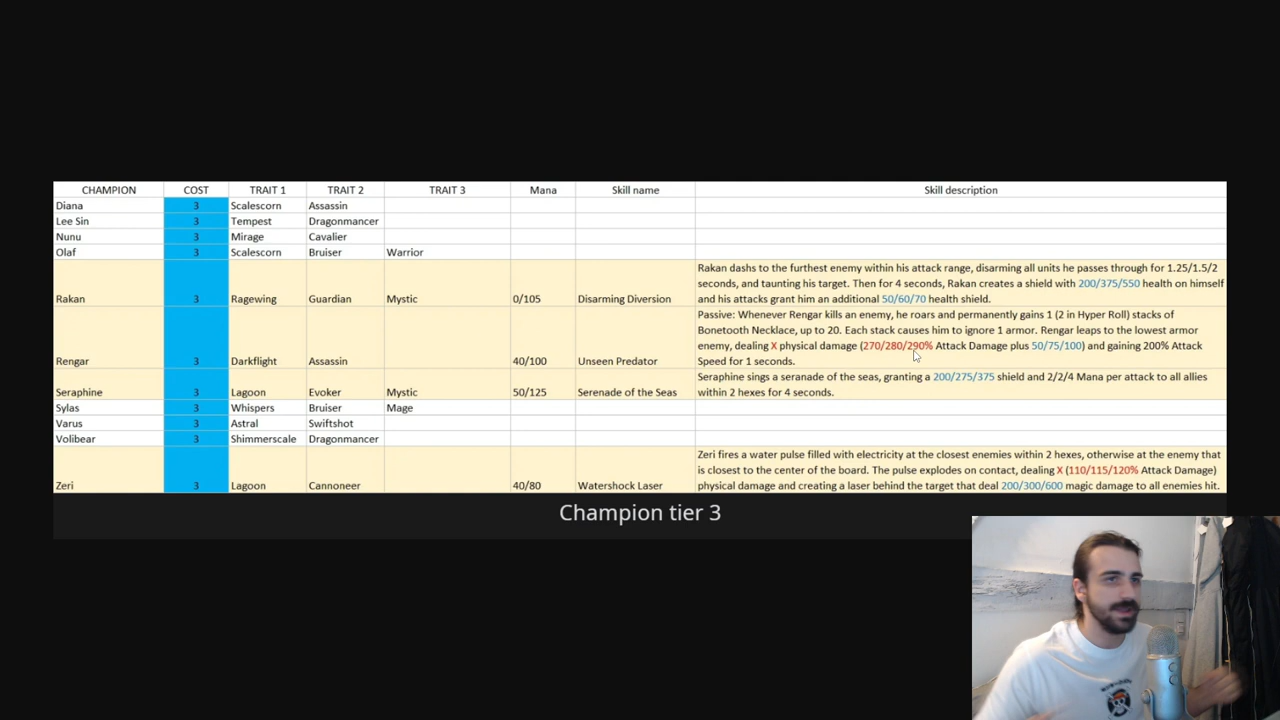 CHAMPION COST TRAIT 1 TRAIT 2 TRAIT 3 Mana Skill name Skill description
Diana 3 Scalescorn Assassin
Lee Sin 3 Tempest Dragonmancer
Nunu 3 Mirage Cavalier
Olaf 3 Scalescorn Bruiser Warrior
Rakan dashs to the furthest enemy within his attack range, disarming all units he passes through for 1.25/1.5/2
seconds, and taunting his target. Then for 4 seconds, Rakan creates a shield with 200/375/550 health on himself
Rakan 3 Ragewing Guardian Mystic 0/105 Disarming Diversion and his attacks grant him an additional 50/60/70 health shield.
Passive: Whenever Rengar kills an enemy, he roars and permanently gains 1 (2 in Hyper Roll) stacks of
Bonetooth Necklace, up to 20. Each stack causes him to ignore 1 armor. Rengar leaps to the lowest armor
enemy, dealing X physical damage (270/280/290% Attack Damage plus 50/75/100) and gaining 200% Attack
Rengar 3 Darkflight Assassin 40/100 Unseen Predator Speed for 1 seconds.
Seraphine sings a seranade of the seas, granting a 200/275/375 shield and 2/2/4 Mana per attack to all allies
Seraphine 3 Lagoon Evoker Mystic 50/125 Serenade of the Seas within 2 hexes for 4 seconds.
Sylas 3 Whispers Bruiser Mage
Varus 3 Astral Swiftshot
Volibear 3 Shimmerscale Dragonmancer
Zeri fires a water pulse filled with electricity at the closest enemies within 2 hexes, otherwise at the enemy that
is closest to the center of the board. The pulse explodes on contact, dealing X (110/115/120% Attack Damage)
Zeri 3 Lagoon Cannoneer 40/80 Watershock Laser physical damage and creating a laser behind the target that deal 200/300/600 magic damage to all enemies hit.
Champion tier 3